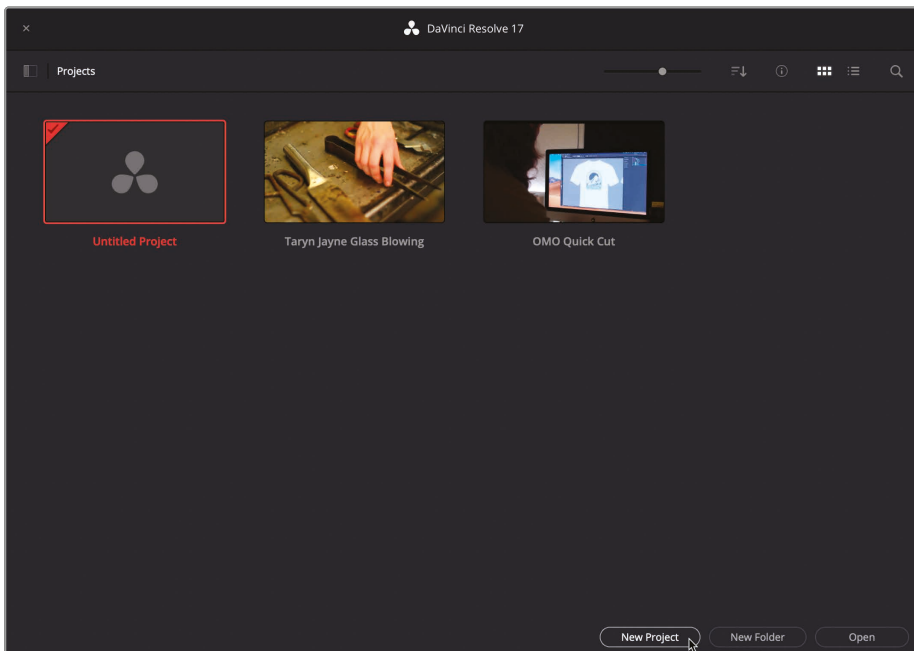 DaVinci Resolve 17
Projects
Untitled Project
Taryn Jayne Glass Blowing
OMO Quick Cut
New Project
New Folder
Open